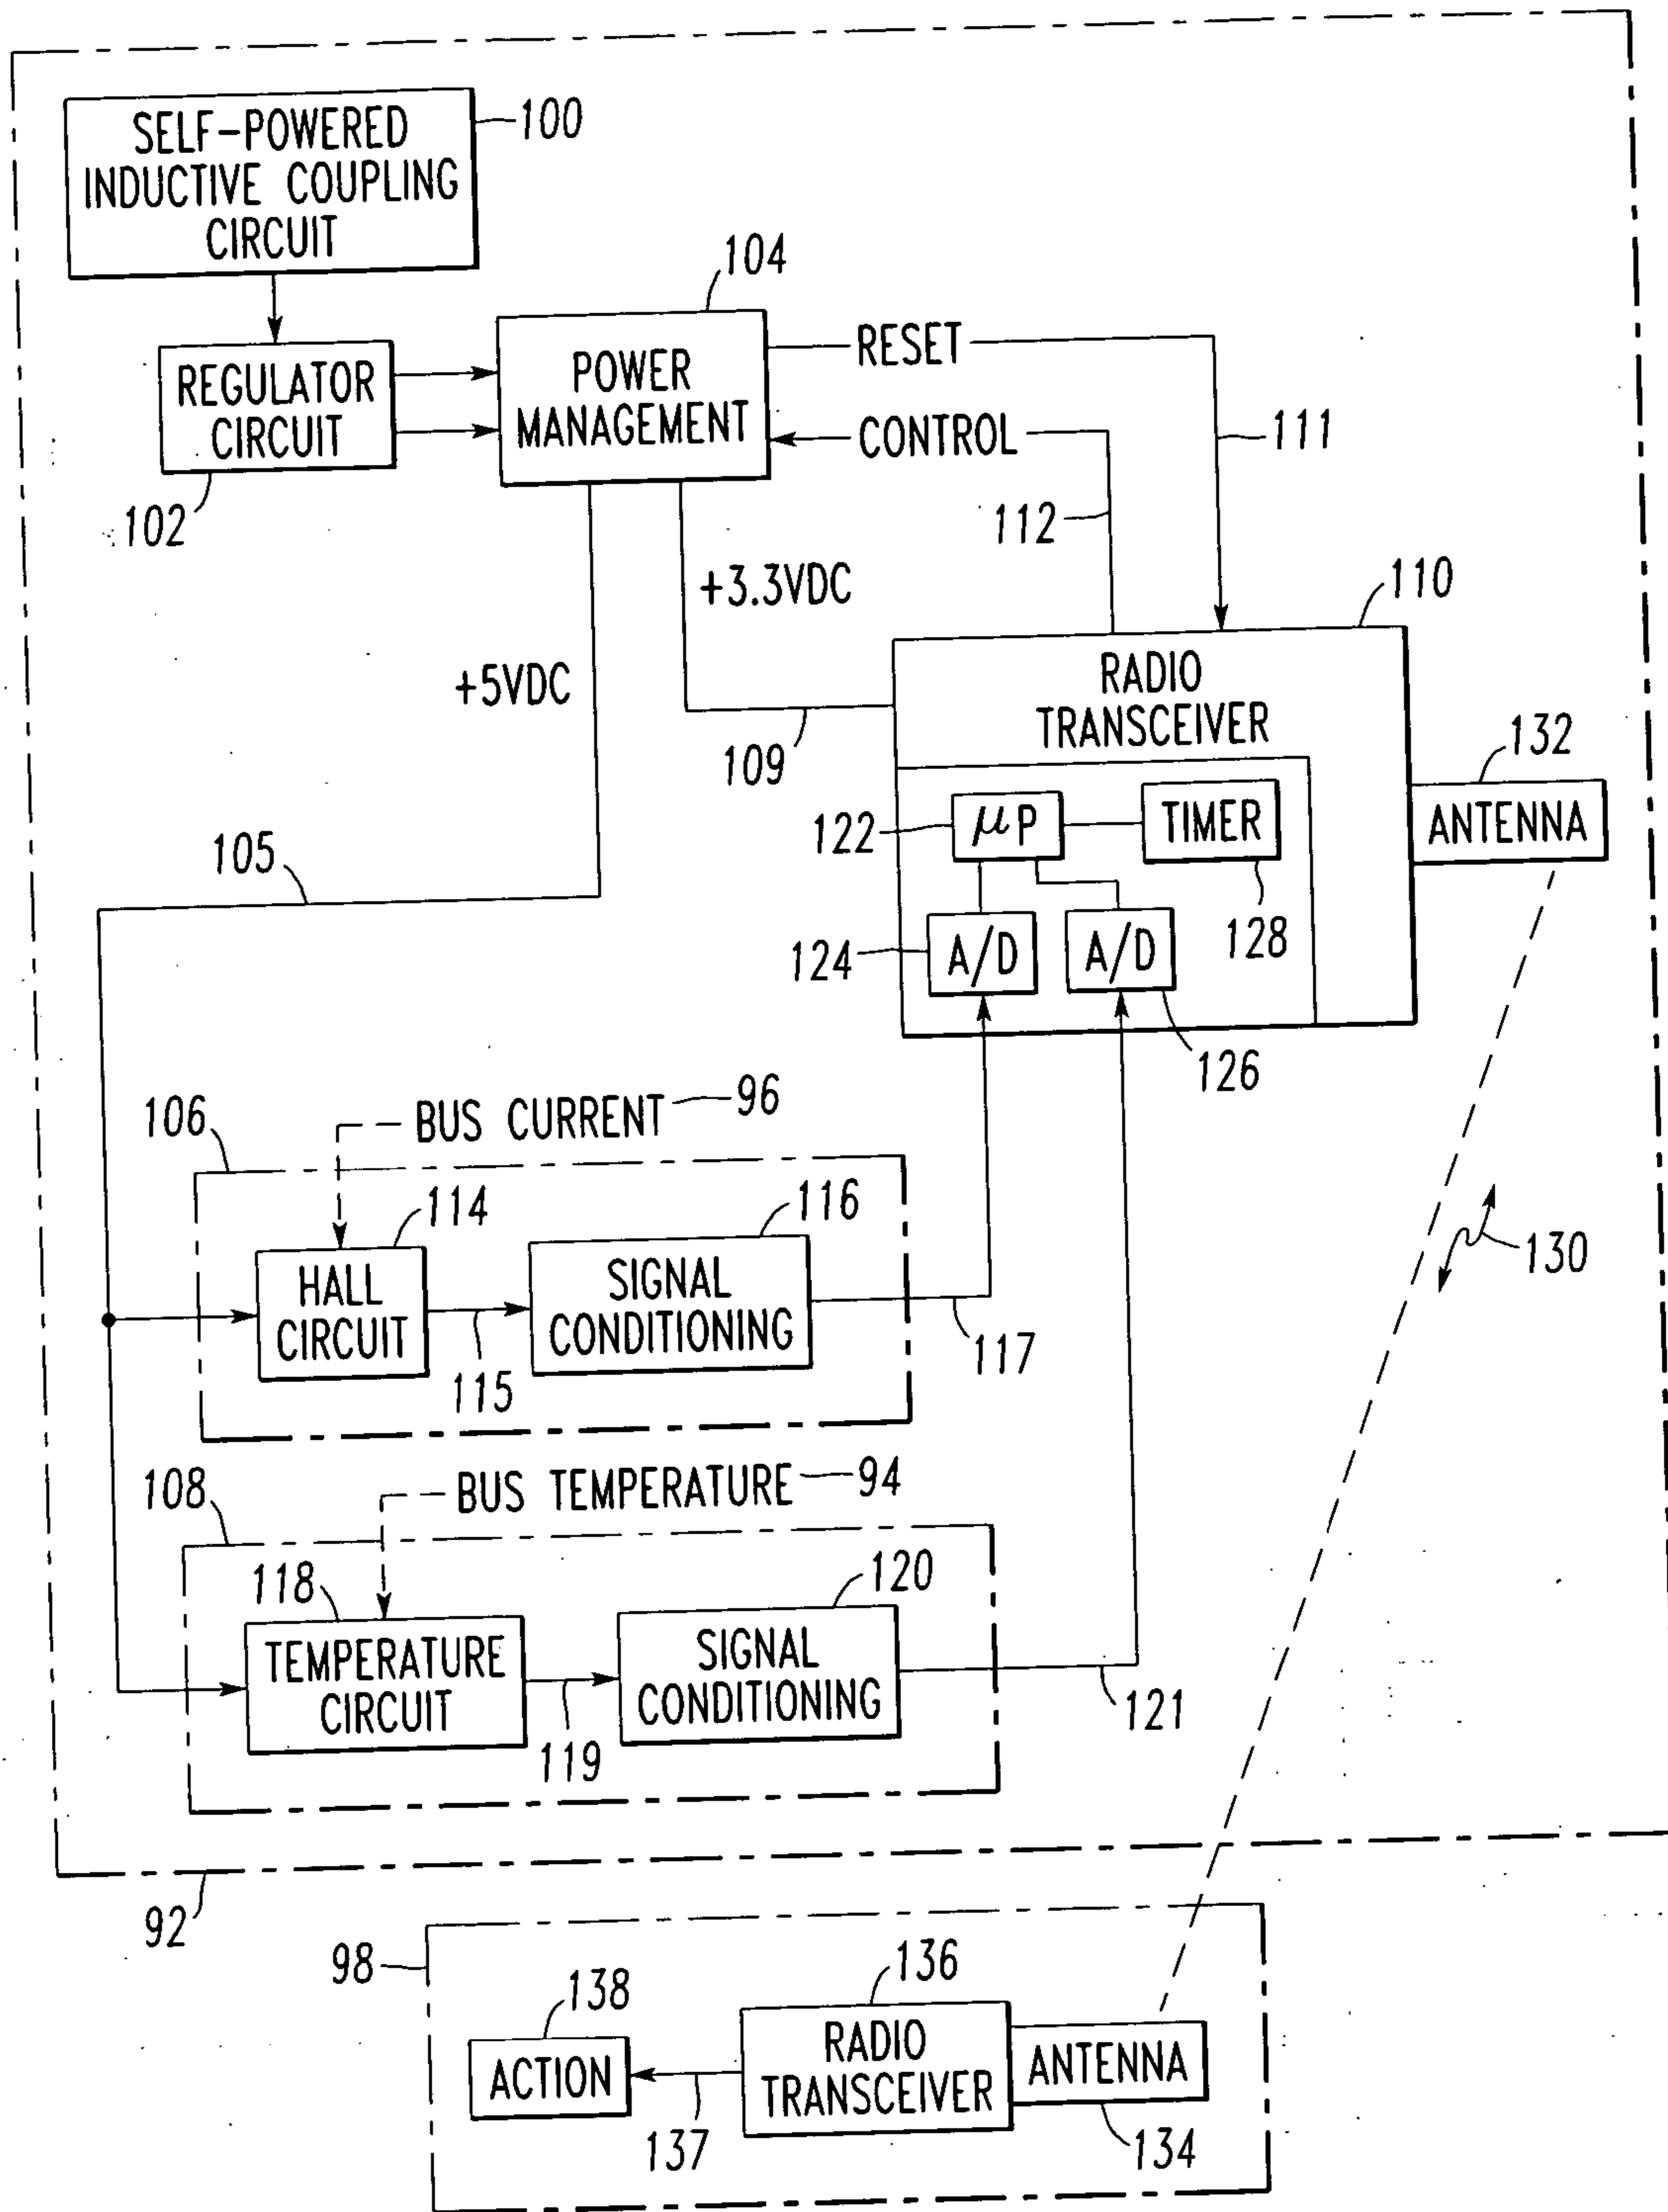 SELF-POWERED
INDUCTIVE COUPLING
CIRCUIT
100
104
REGULATOR
CIRCUIT
102
POWER
MANAGEMENT
RESET
CONTROL
111
112
+3.3VDC
+5VDC
110
RADIO
TRANSCEIVER
109
132
ANTENNA
122
μP
TIMER
128
105
124
A/D
A/D
126
BUS CURRENT
96
106
114
116
HALL
CIRCUIT
SIGNAL
CONDITIONING
115
117
130
BUS TEMPERATURE
94
108
118
120
TEMPERATURE
CIRCUIT
SIGNAL
CONDITIONING
119
121
92
98
138
136
ACTION
RADIO
TRANSCEIVER
ANTENNA
137
134